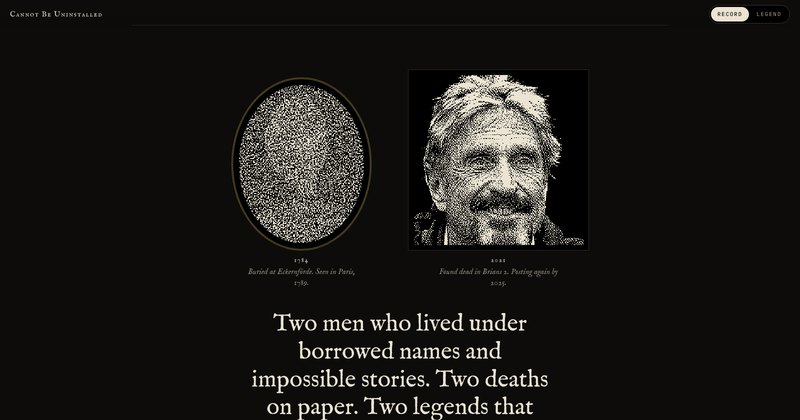 Cannot Be Uninstalled
RECORD
LEGEND
1784
Buried at Eckernförde. Seen in Paris,
1789.
2021
Found dead in Brians 2. Posting again by
2025.
Two men who lived under
borrowed names and
impossible stories. Two deaths
on paper. Two legends that